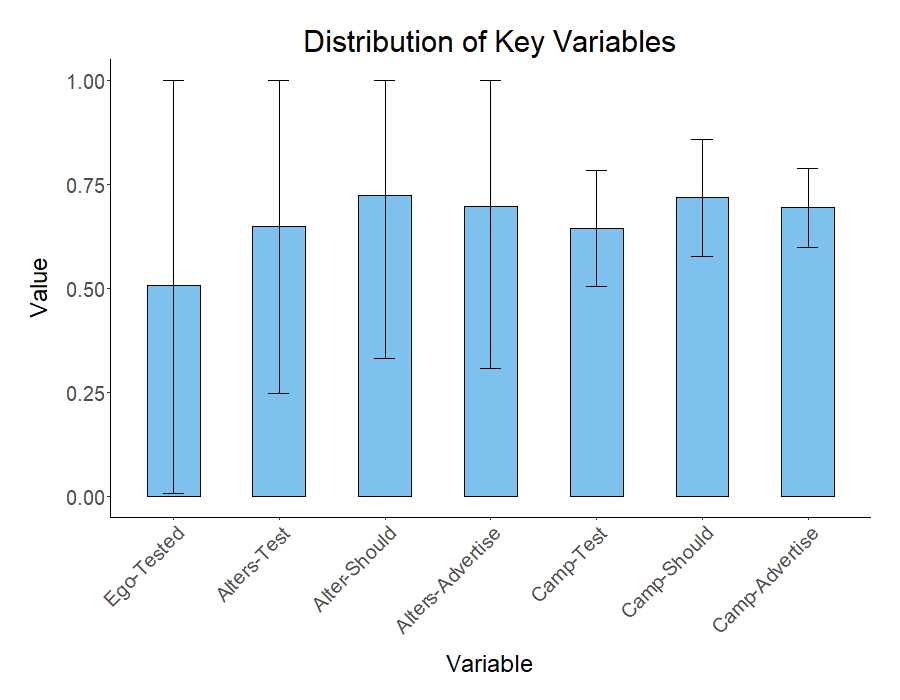 Distribution of Key Variables
Value
1.00
0.75
0.50
0.25
0.00
Ego-Tested
Alters-Test
Alter-Should
Alters-Advertise
Camp-Test
Camp-Should
Camp-Advertise
Variable